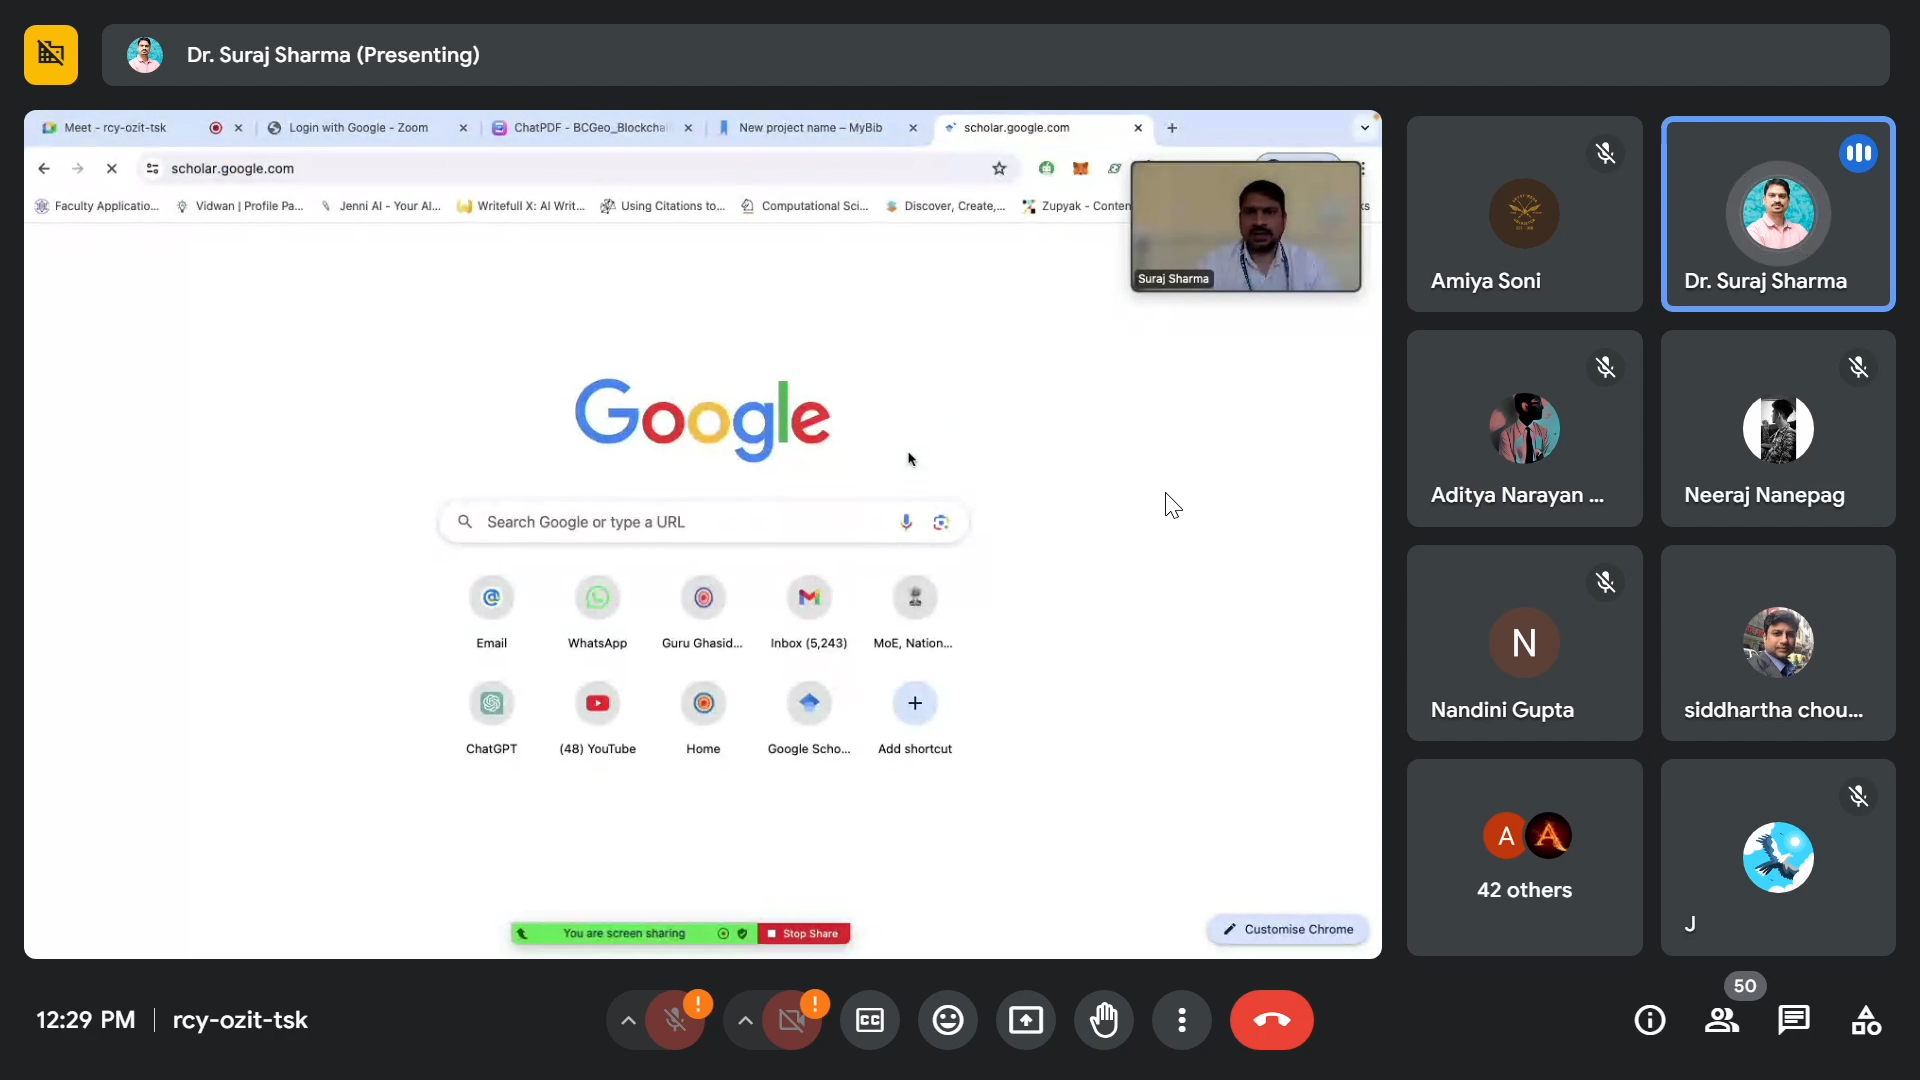 Dr. Suraj Sharma (Presenting)
Meet - rcy-ozit-tsk
Login with Google - Zoom
ChatPDF - BCGeo_Blockchai
New project name – MyBib
scholar.google.com
scholar.google.com
Faculty Applicatio...
Vidwan | Profile Pa...
Jenni AI - Your AI...
Writefull X: AI Writ...
Using Citations to...
Computational Sci...
Discover, Create,...
Zupyak - Conten
Suraj Sharma
Google
Search Google or type a URL
Email
WhatsApp
Guru Ghasid...
Inbox (5,243)
MoE, Nation...
ChatGPT
(48) YouTube
Home
Google Scho...
Add shortcut
You are screen sharing
Stop Share
Customise Chrome
Amiya Soni
Dr. Suraj Sharma
Aditya Narayan ...
Neeraj Nanepag
N
Nandini Gupta
siddhartha chou...
A
A
42 others
J
12:29 PM
rcy-ozit-tsk
CC
50